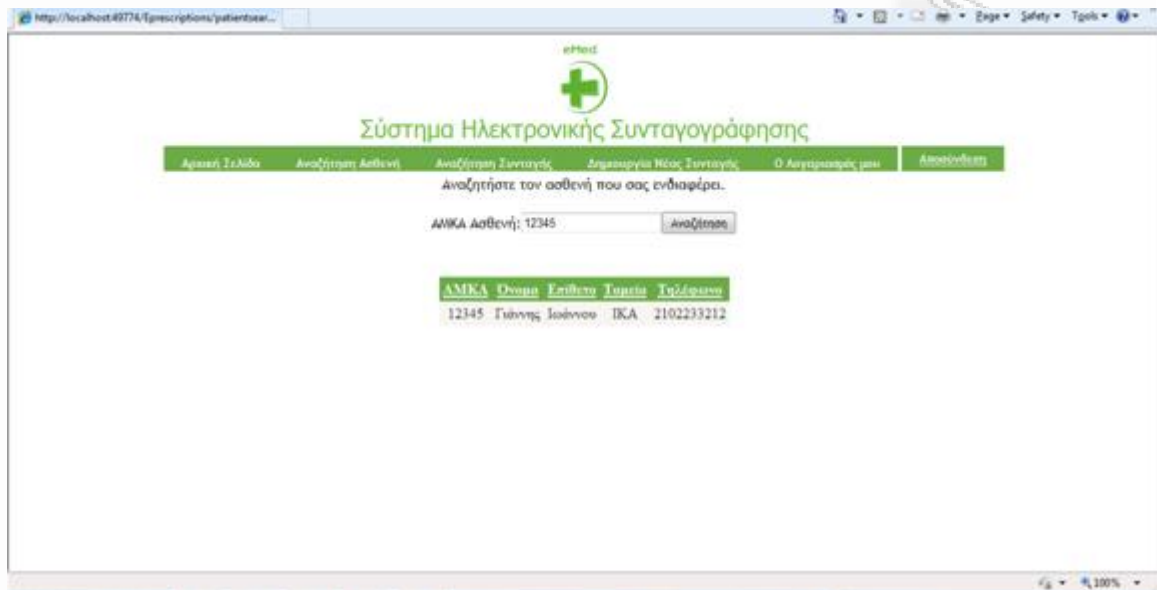 http://localhost:49774/Eprescriptions/patientsear...
Page Safety Tools
eMed
Σύστημα Ηλεκτρονικής Συνταγογράφησης
Αρχική Σελίδα Αναζήτηση Ασθενή Αναζήτηση Συνταγής Δημιουργία Νέας Συνταγής Ο Λογαριασμός μου Αποσύνδεση
Αναζητήστε τον ασθενή που σας ενδιαφέρει.
ΑΜΚΑ Ασθενή: 12345 Αναζήτηση
ΑΜΚΑ Όνομα Επίθετο Ταμείο Τηλέφωνο
12345 Γιάννης Ιωάννου ΙΚΑ 2102233212
100%